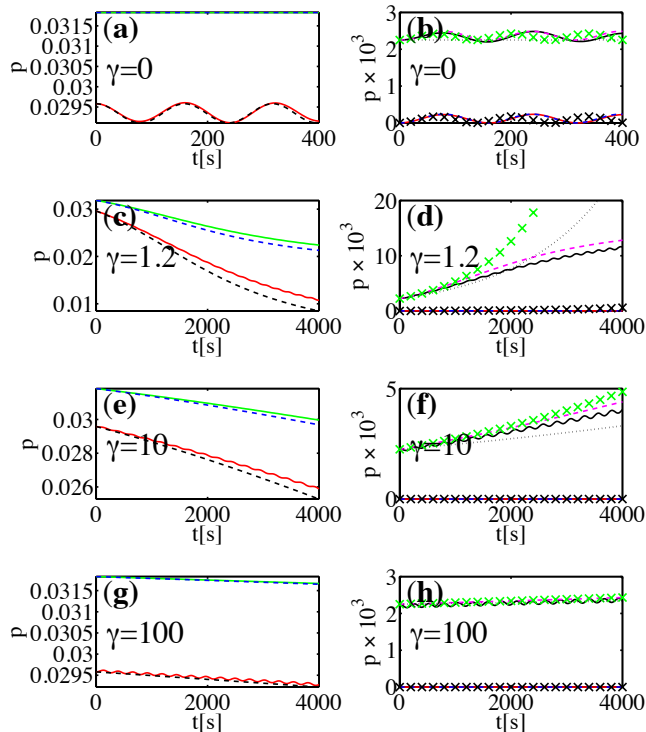 (a)
γ=0
0.0318
0.0315
0.03
0.0295
p
0
200
400
t[s]
(b)
γ=0
3
2
1
0
p × 10³
0
200
400
t[s]
(c)
γ=1.2
0.03
0.02
0.01
p
0
2000
4000
t[s]
(d)
γ=1.2
20
10
0
p × 10³
0
2000
4000
t[s]
(e)
γ=10
0.03
0.028
0.026
p
0
2000
4000
t[s]
(f)
γ=10
5
0
p × 10³
0
2000
4000
t[s]
(g)
γ=100
0.0315
0.031
0.0305
0.03
0.0295
p
0
2000
4000
t[s]
(h)
γ=100
3
2
1
0
p × 10³
0
2000
4000
t[s]